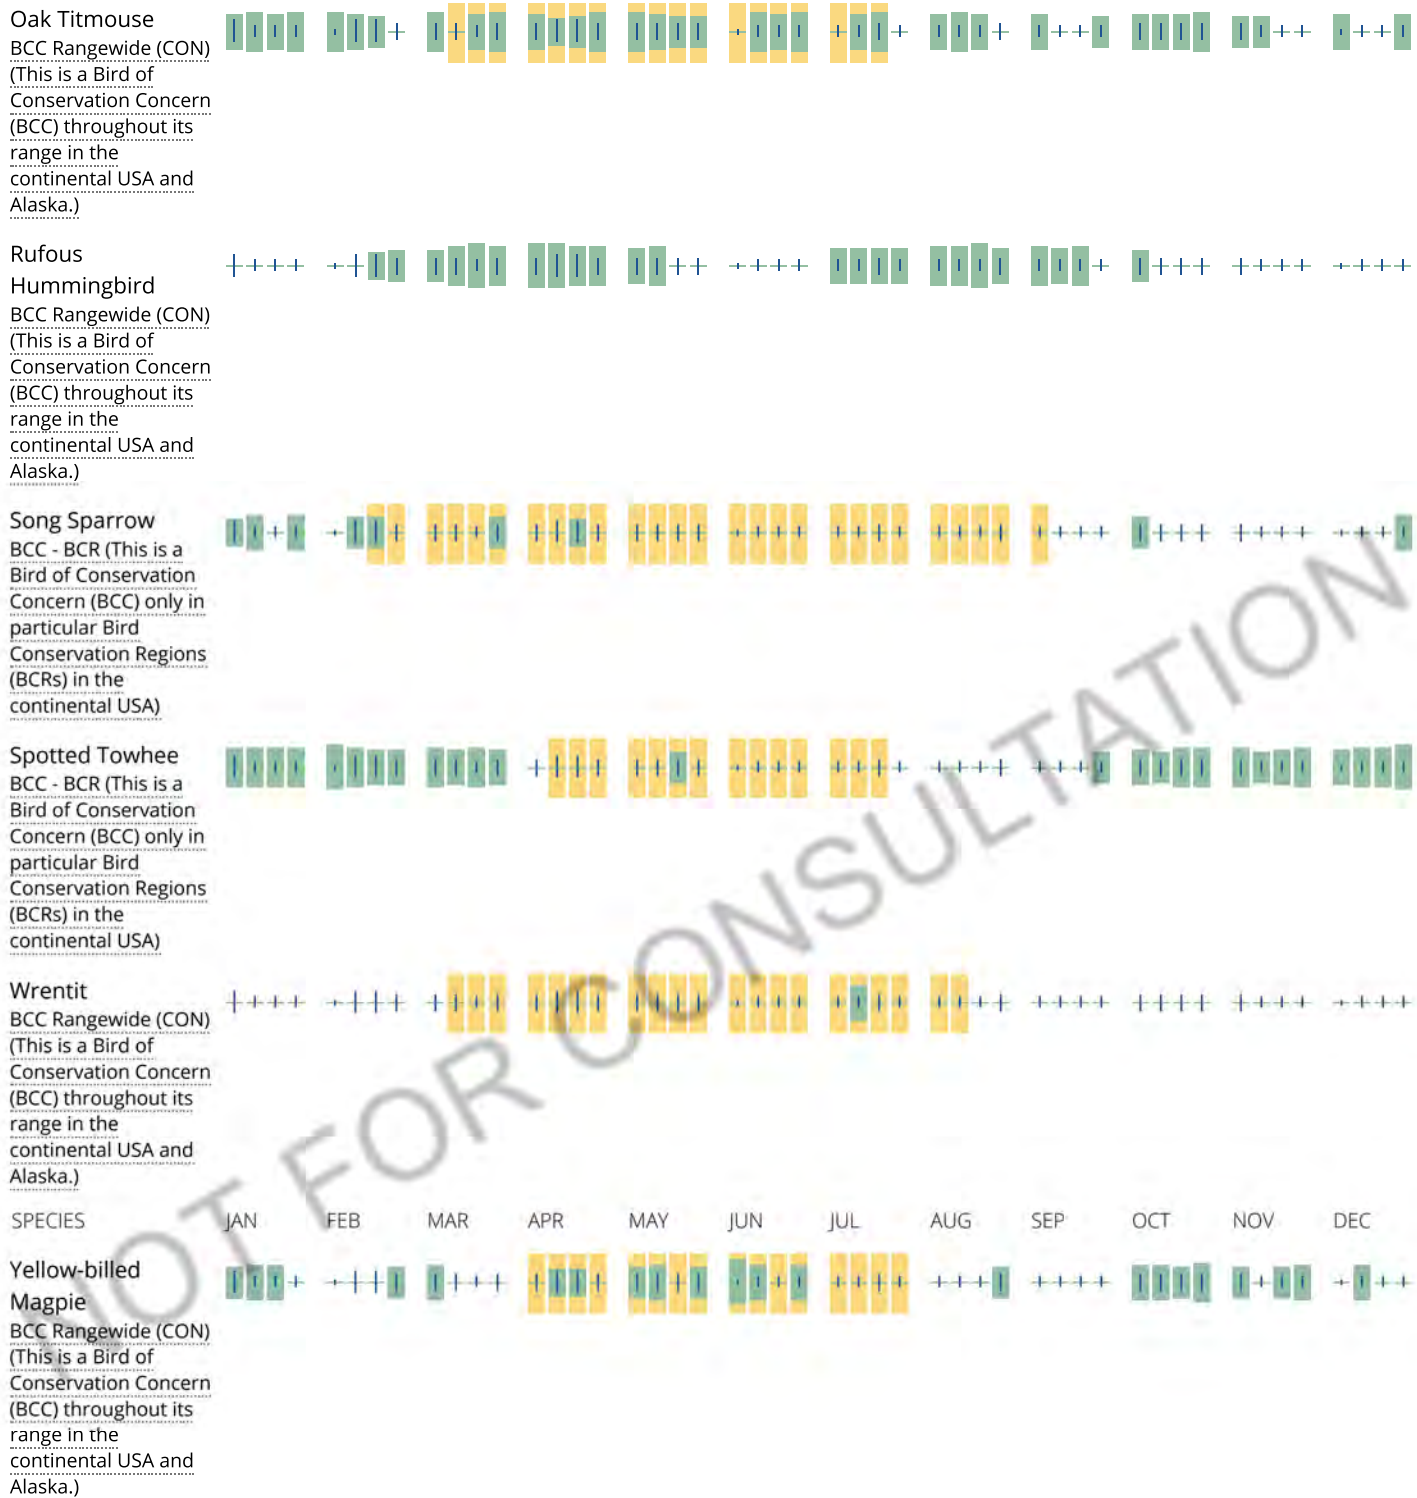 Oak Titmouse
BCC Rangewide (CON)
(This is a Bird of
Conservation Concern
(BCC) throughout its
range in the
continental USA and
Alaska.)
Rufous
Hummingbird
BCC Rangewide (CON)
(This is a Bird of
Conservation Concern
(BCC) throughout its
range in the
continental USA and
Alaska.)
Song Sparrow
BCC - BCR (This is a
Bird of Conservation
Concern (BCC) only in
particular Bird
Conservation Regions
(BCRs) in the
continental USA)
Spotted Towhee
BCC - BCR (This is a
Bird of Conservation
Concern (BCC) only in
particular Bird
Conservation Regions
(BCRs) in the
continental USA)
Wrentit
BCC Rangewide (CON)
(This is a Bird of
Conservation Concern
(BCC) throughout its
range in the
continental USA and
Alaska.)
SPECIES JAN FEB MAR APR MAY JUN JUL AUG SEP OCT NOV DEC
Yellow-billed
Magpie
BCC Rangewide (CON)
(This is a Bird of
Conservation Concern
(BCC) throughout its
range in the
continental USA and
Alaska.)
NOT FOR CONSULTATION